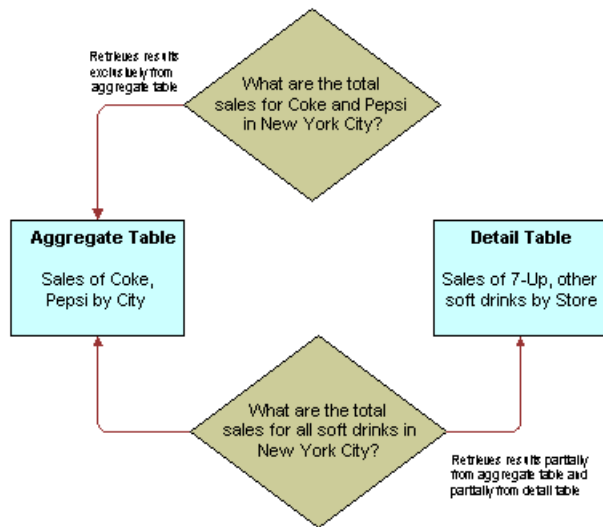 Retrieves results
exclusively from
aggregate table
What are the total
sales for Coke and Pepsi
in New York City?
Aggregate Table
Sales of Coke,
Pepsi by City
Detail Table
Sales of 7-Up, other
soft drinks by Store
What are the total
sales for all soft drinks in
New York City?
Retrieves results partially
from aggregate table and
partially from detail table